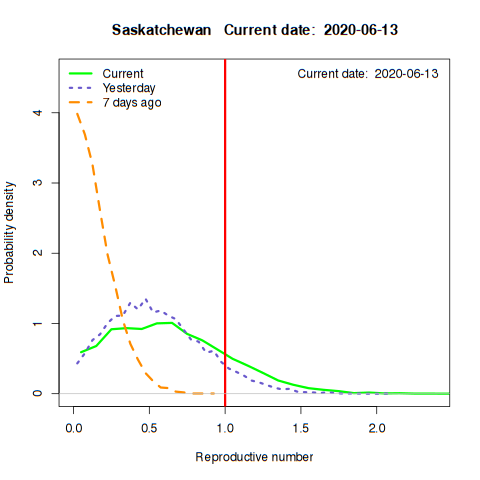 Saskatchewan Current date: 2020-06-13
Current
Yesterday
7 days ago
Current date: 2020-06-13
Probability density
4
3
2
1
0
0.0 0.5 1.0 1.5 2.0
Reproductive number